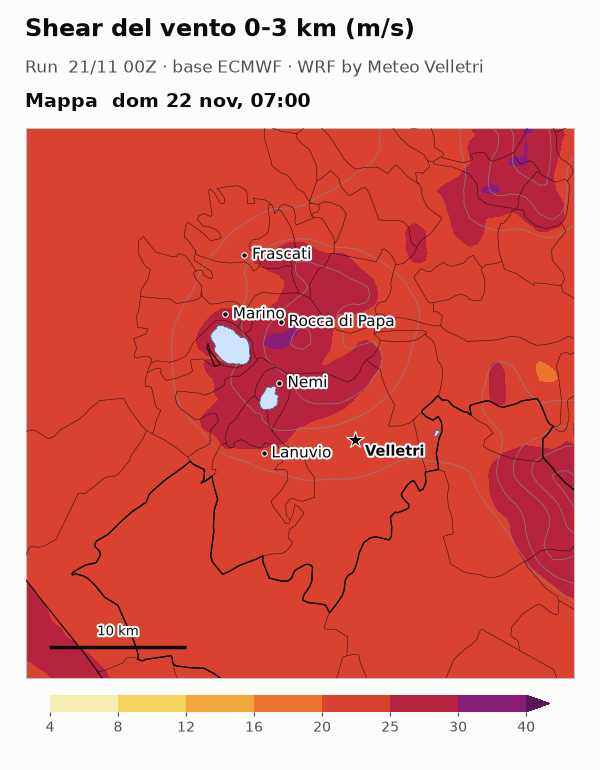 Shear del vento 0-3 km (m/s)
Run  21/11 00Z · base ECMWF · WRF by Meteo Velletri
Mappa  dom 22 nov, 07:00
Frascati
Marino
Rocca di Papa
Nemi
Velletri
Lanuvio
10 km
4 8 12 16 20 25 30 40